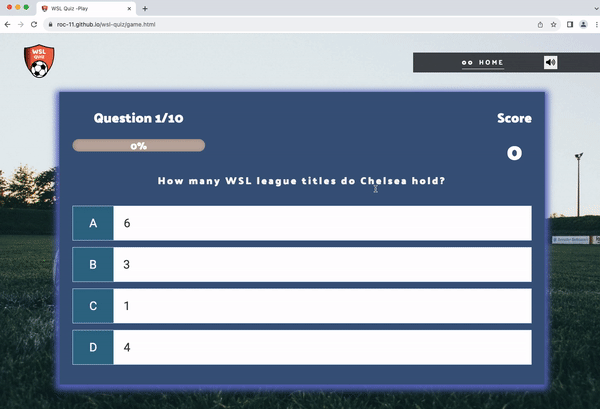 WSL Quiz -Play
roc-11.github.io/wsl-quiz/game.html
WSL
QUIZ
HOME
Question 1/10
Score
0%
0
How many WSL league titles do Chelsea hold?
A 6
B 3
C 1
D 4